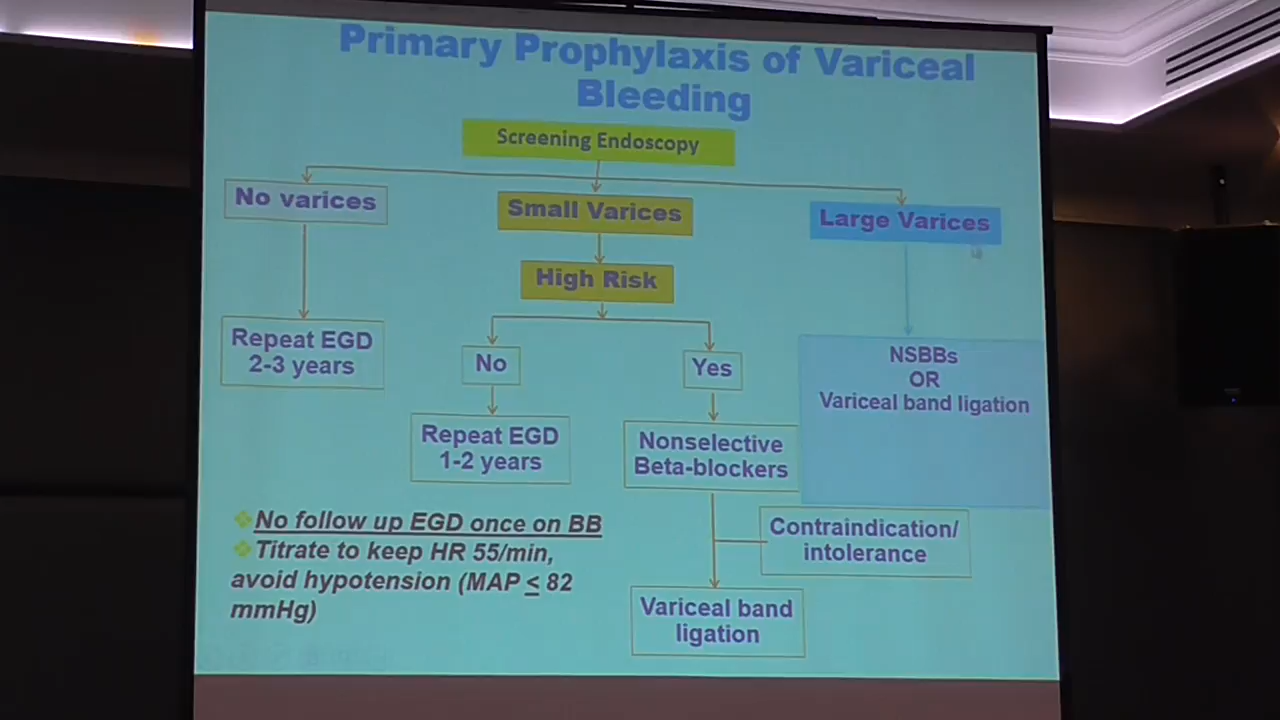 Primary Prophylaxis of Variceal
Bleeding
Screening Endoscopy
No varices
Small Varices
Large Varices
High Risk
Repeat EGD
2-3 years
No
Yes
NSBBs
OR
Variceal band ligation
Repeat EGD
1-2 years
Nonselective
Beta-blockers
No follow up EGD once on BB
Titrate to keep HR 55/min,
avoid hypotension (MAP ≤ 82
mmHg)
Contraindication/
intolerance
Variceal band
ligation